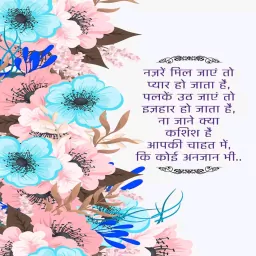 नज़रें मिल जाएं तो
प्यार हो जाता है,
पलके उठ जाएं तो
इजहार हो जाता है,
ना जाने क्या
कशिश है
आपकी चाहत में,
कि कोई अनजान भी..